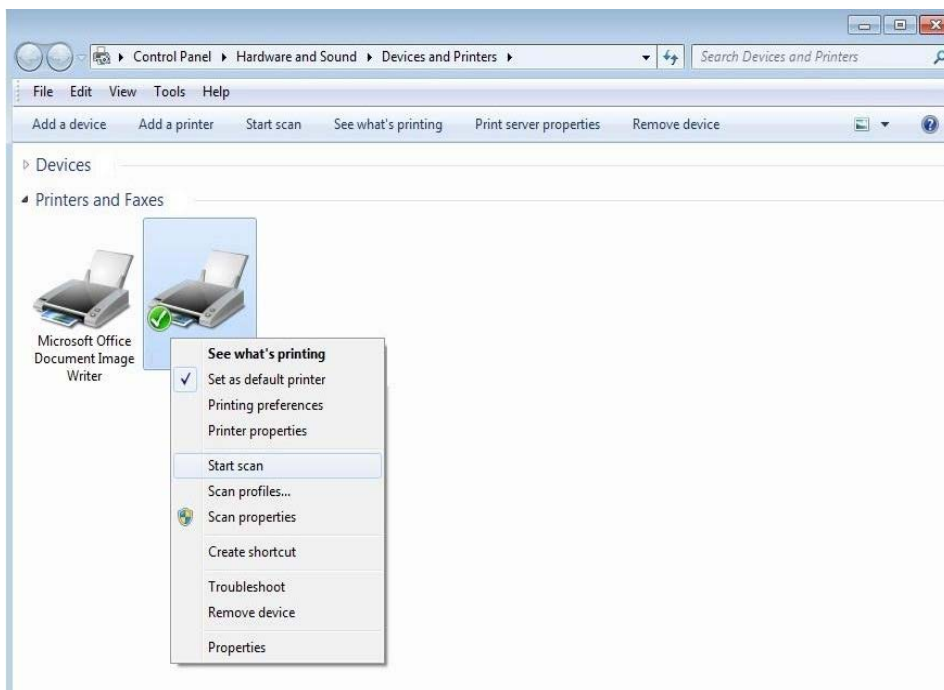 Control Panel Hardware and Sound Devices and Printers Search Devices and Printers
File Edit View Tools Help
Add a device Add a printer Start scan See what's printing Print server properties Remove device
Devices
Printers and Faxes
Microsoft Office
Document Image
Writer
See what's printing
Set as default printer
Printing preferences
Printer properties
Start scan
Scan profiles...
Scan properties
Create shortcut
Troubleshoot
Remove device
Properties